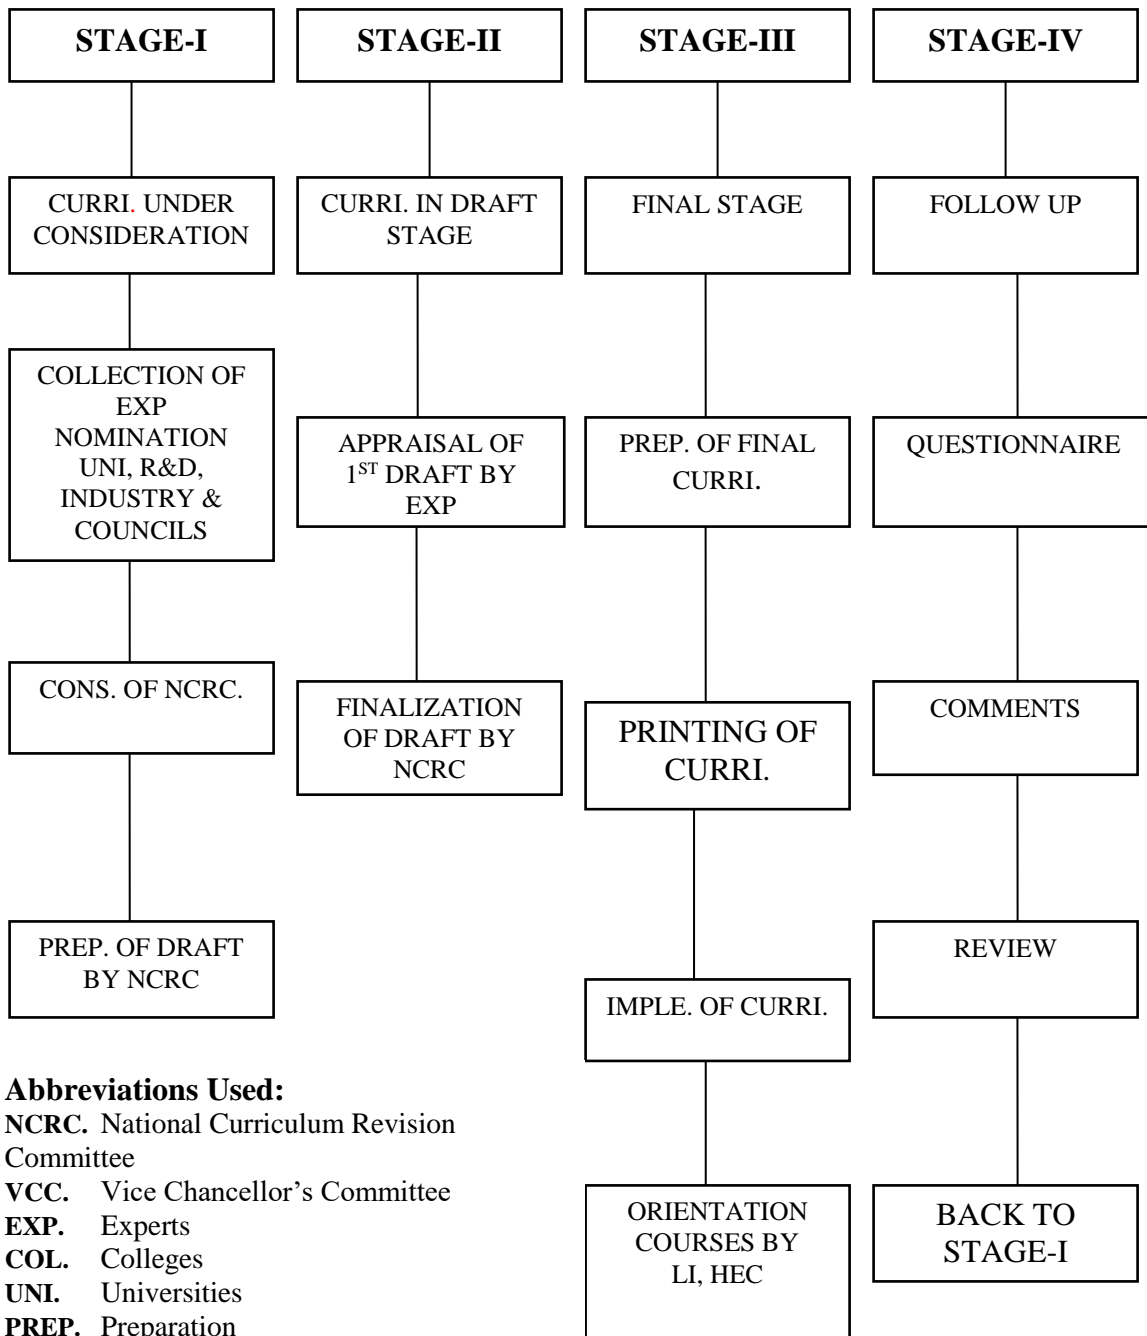 STAGE-I
CURRI. UNDER
CONSIDERATION
COLLECTION OF
EXP
NOMINATION
UNI, R&D,
INDUSTRY &
COUNCILS
CONS. OF NCRC.
PREP. OF DRAFT
BY NCRC
STAGE-II
CURRI. IN DRAFT
STAGE
APPRAISAL OF
1ST DRAFT BY
EXP
FINALIZATION
OF DRAFT BY
NCRC
STAGE-III
FINAL STAGE
PREP. OF FINAL
CURRI.
PRINTING OF
CURRI.
IMPLE. OF CURRI.
ORIENTATION
COURSES BY
LI, HEC
STAGE-IV
FOLLOW UP
QUESTIONNAIRE
COMMENTS
REVIEW
BACK TO
STAGE-I
Abbreviations Used:
NCRC. National Curriculum Revision
Committee
VCC. Vice Chancellor’s Committee
EXP. Experts
COL. Colleges
UNI. Universities
PREP. Preparation